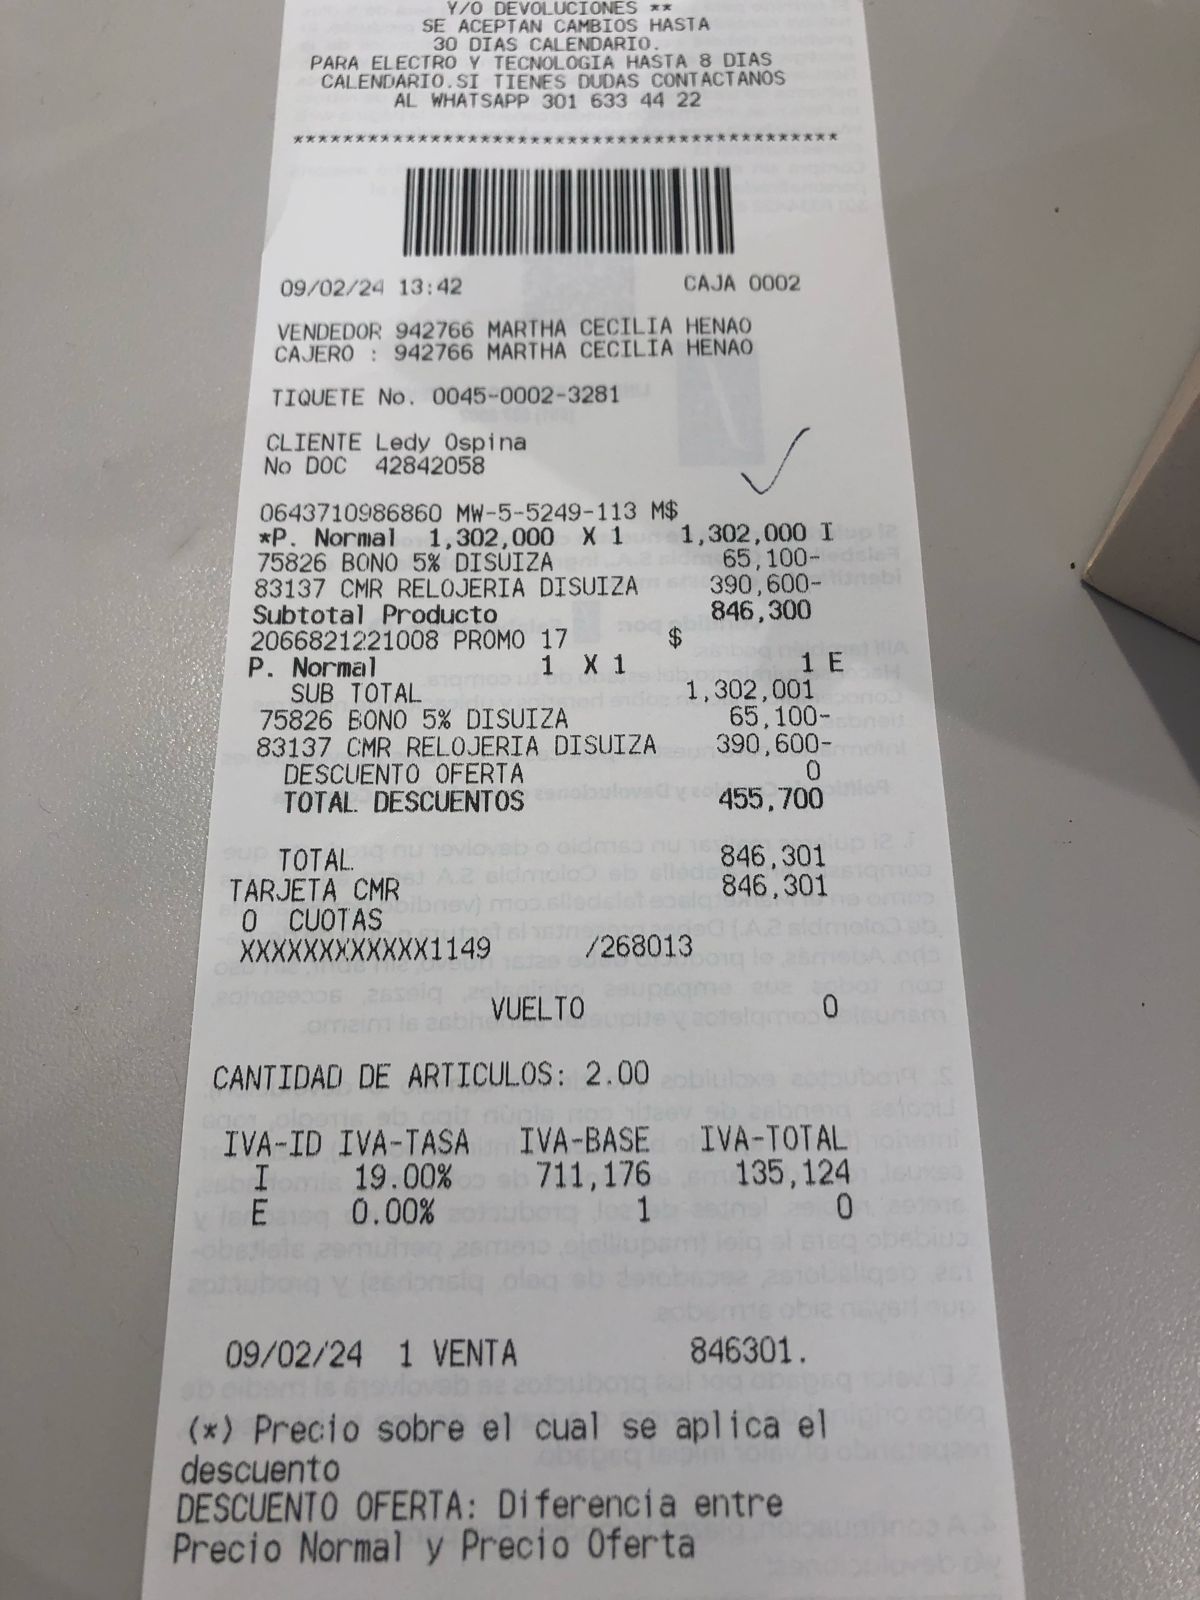 Y/O DEVOLUCIONES **
SE ACEPTAN CAMBIOS HASTA
30 DIAS CALENDARIO.
PARA ELECTRO Y TECNOLOGIA HASTA 8 DIAS
CALENDARIO.SI TIENES DUDAS CONTACTANOS
AL WHATSAPP 301 633 44 22
********************************************
09/02/24 13:42 CAJA 0002
VENDEDOR 942766 MARTHA CECILIA HENAO
CAJERO : 942766 MARTHA CECILIA HENAO
TIQUETE No. 0045-0002-3281
CLIENTE Ledy Ospina
No DOC 42842058
0643710986860 MW-5-5249-113 M$
*P. Normal 1,302,000 X 1 1,302,000 I
75826 BONO 5% DISUIZA 65,100-
83137 CMR RELOJERIA DISUIZA 390,600-
Subtotal Producto 846,300
2066821221008 PROMO 17 $
P. Normal 1 X 1 1 E
SUB TOTAL 1,302,001
75826 BONO 5% DISUIZA 65,100-
83137 CMR RELOJERIA DISUIZA 390,600-
DESCUENTO OFERTA 0
TOTAL DESCUENTOS 455,700
TOTAL 846,301
TARJETA CMR 846,301
0 CUOTAS
XXXXXXXXXXXX1149 /268013
VUELTO 0
CANTIDAD DE ARTICULOS: 2.00
IVA-ID IVA-TASA IVA-BASE IVA-TOTAL
I 19.00% 711,176 135,124
E 0.00% 1 0
09/02/24 1 VENTA 846301.
(*) Precio sobre el cual se aplica el
descuento
DESCUENTO OFERTA: Diferencia entre
Precio Normal y Precio Oferta